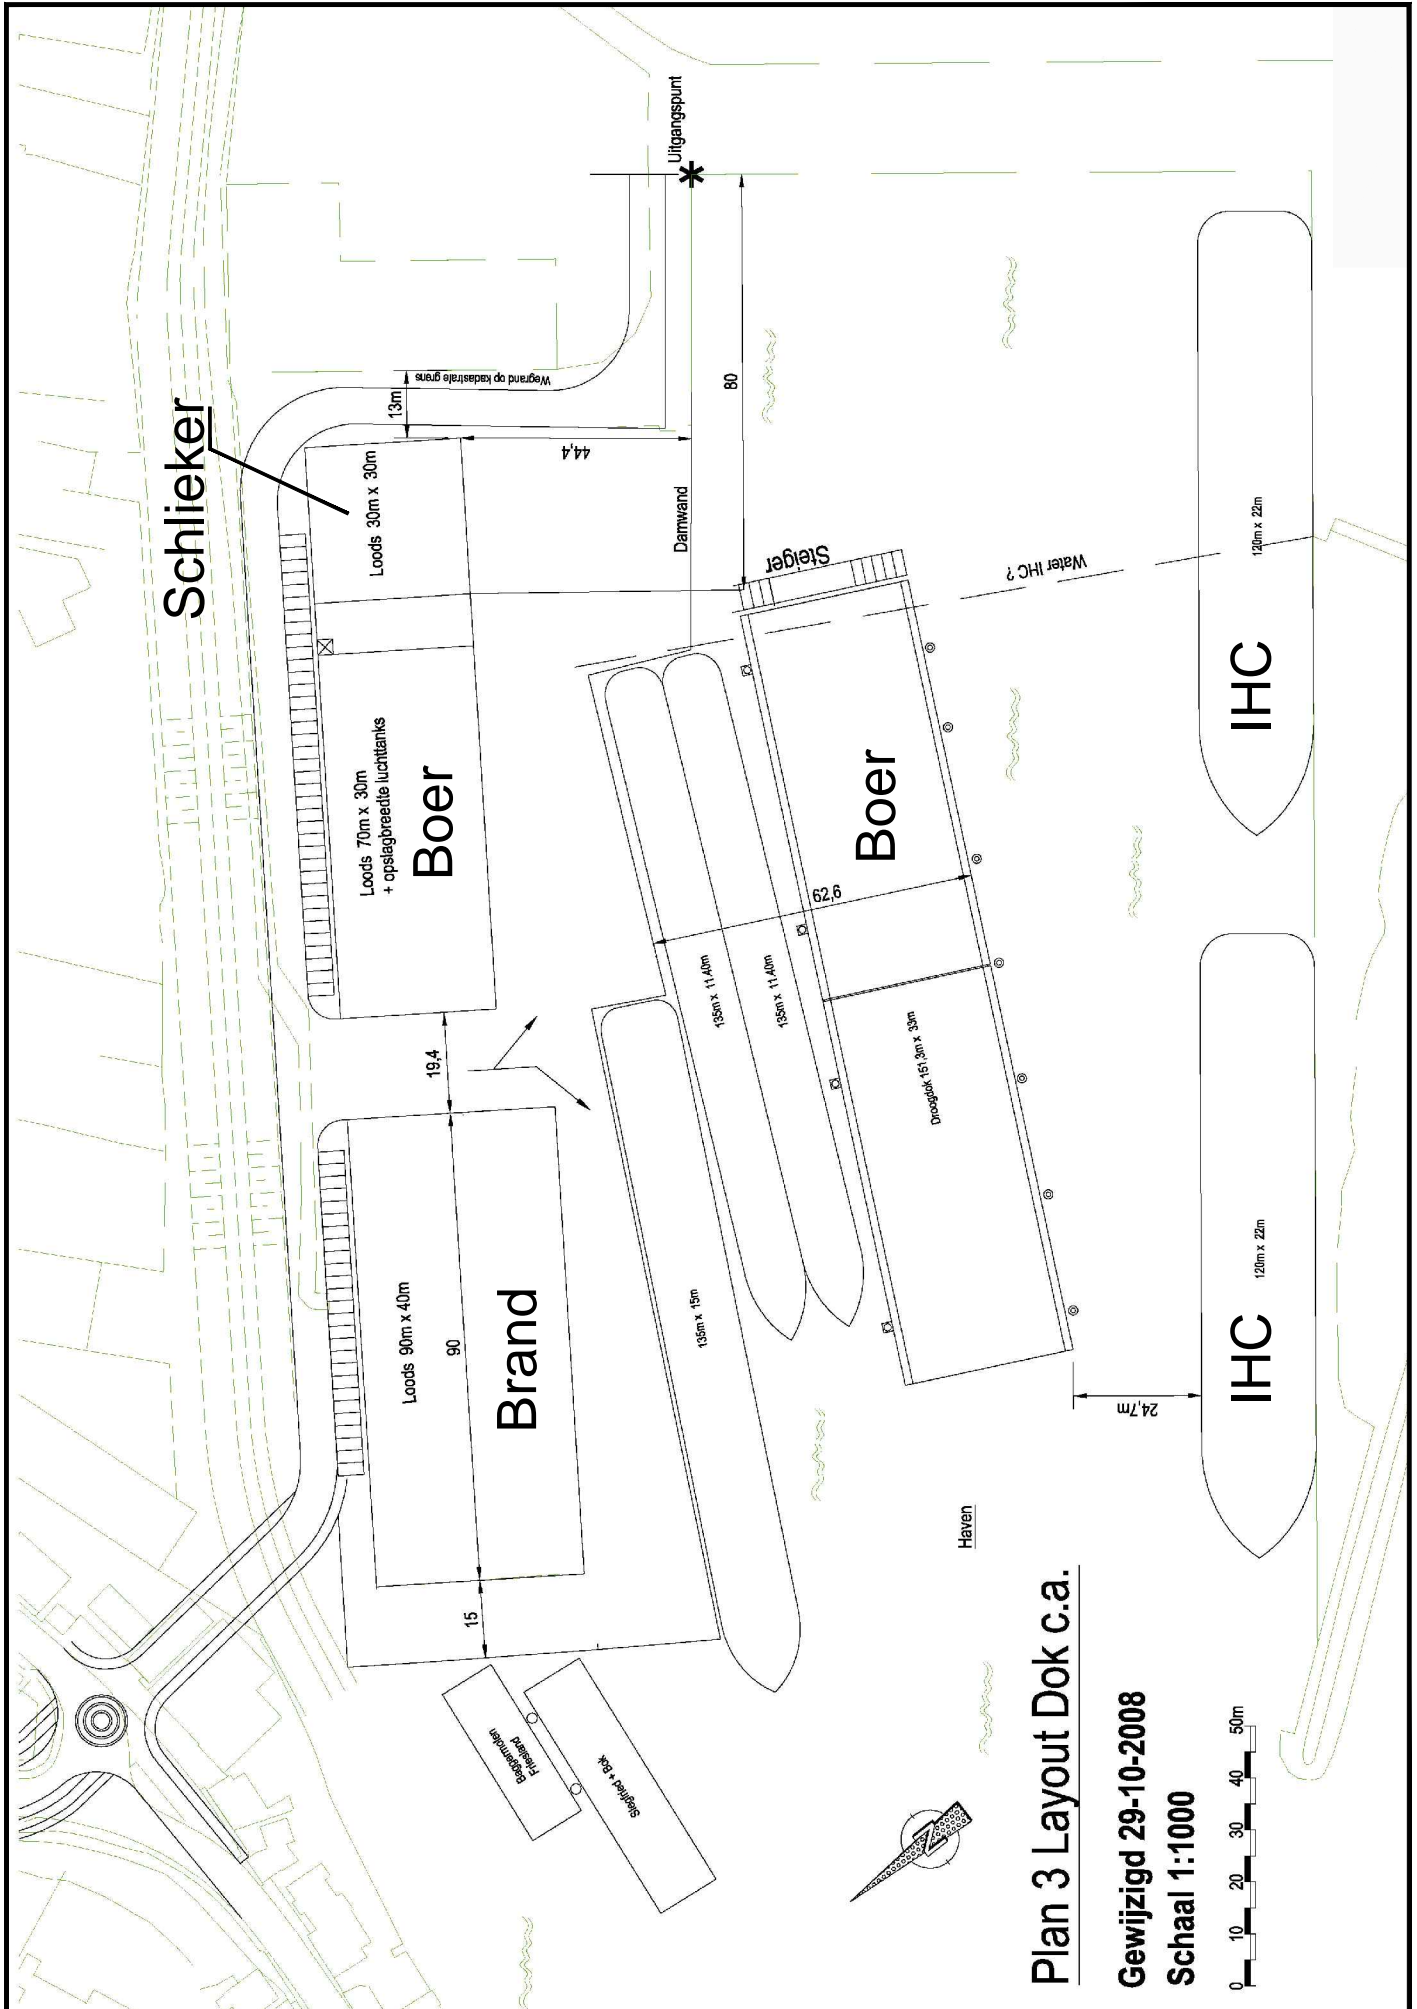 Schlieker
Uitgangspunt
Wegrand op kadastrale grens
13m
44,4
80
Damwand
Loods 30m x 30m
Steiger
Water IHC ?
Loods 70m x 30m
+ opslagbreedte luchttanks
Boer
Boer
62,6
135m x 11.40m
135m x 11.40m
Droogdok 151,3m x 33m
120m x 22m
IHC
19,4
Loods 90m x 40m
90
Brand
135m x 15m
120m x 22m
IHC
24,7m
15
Haven
Baggermolen
Friesland
Siegfried + Bok
Z
Plan 3 Layout Dok c.a.
Gewijzigd 29-10-2008
Schaal 1:1000
0 10 20 30 40 50m